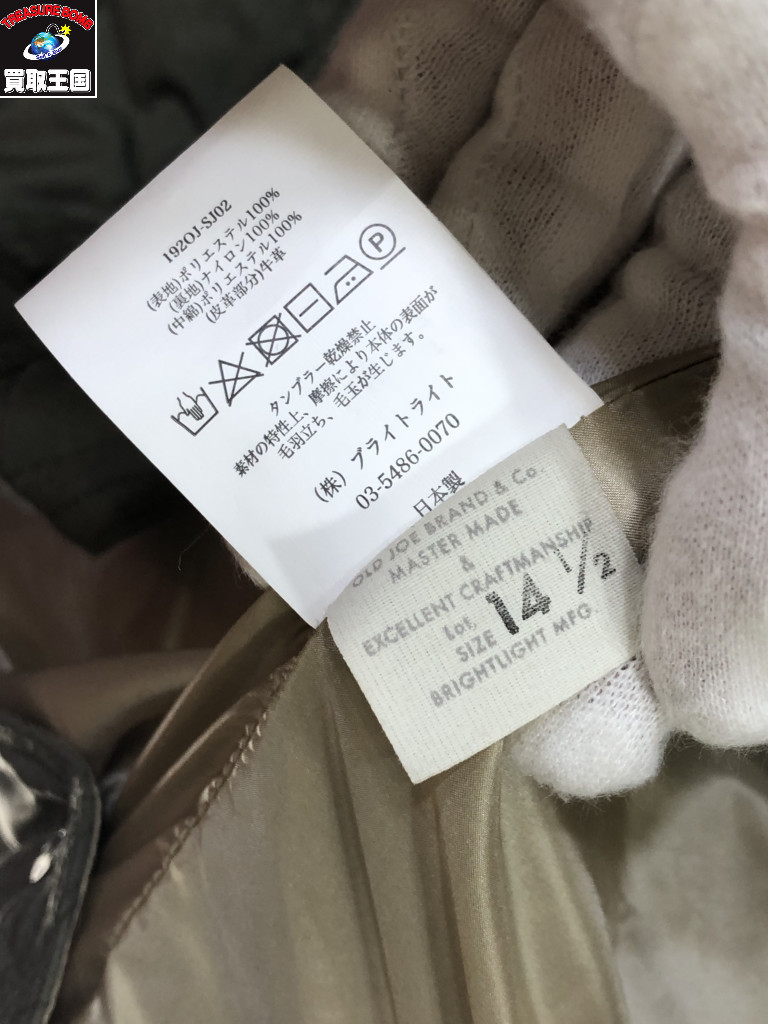 TREASURE BOMB
買取王国
192OJ-SJ02
(表地)ポリエステル100%
(裏地)ナイロン100%
(中綿)ポリエステル100%
(皮革部分)牛革
P
タンブラー乾燥禁止
素材の特性上、摩擦により本体の表面が
毛羽立ち、毛玉が生じます。
(株) ブライトライト
03-5486-0070
日本製
OLD JOE BRAND & Co.
MASTER MADE
&
EXCELLENT CRAFTMANSHIP
Lot.
SIZE 14 1/2
BRIGHTLIGHT MFG.